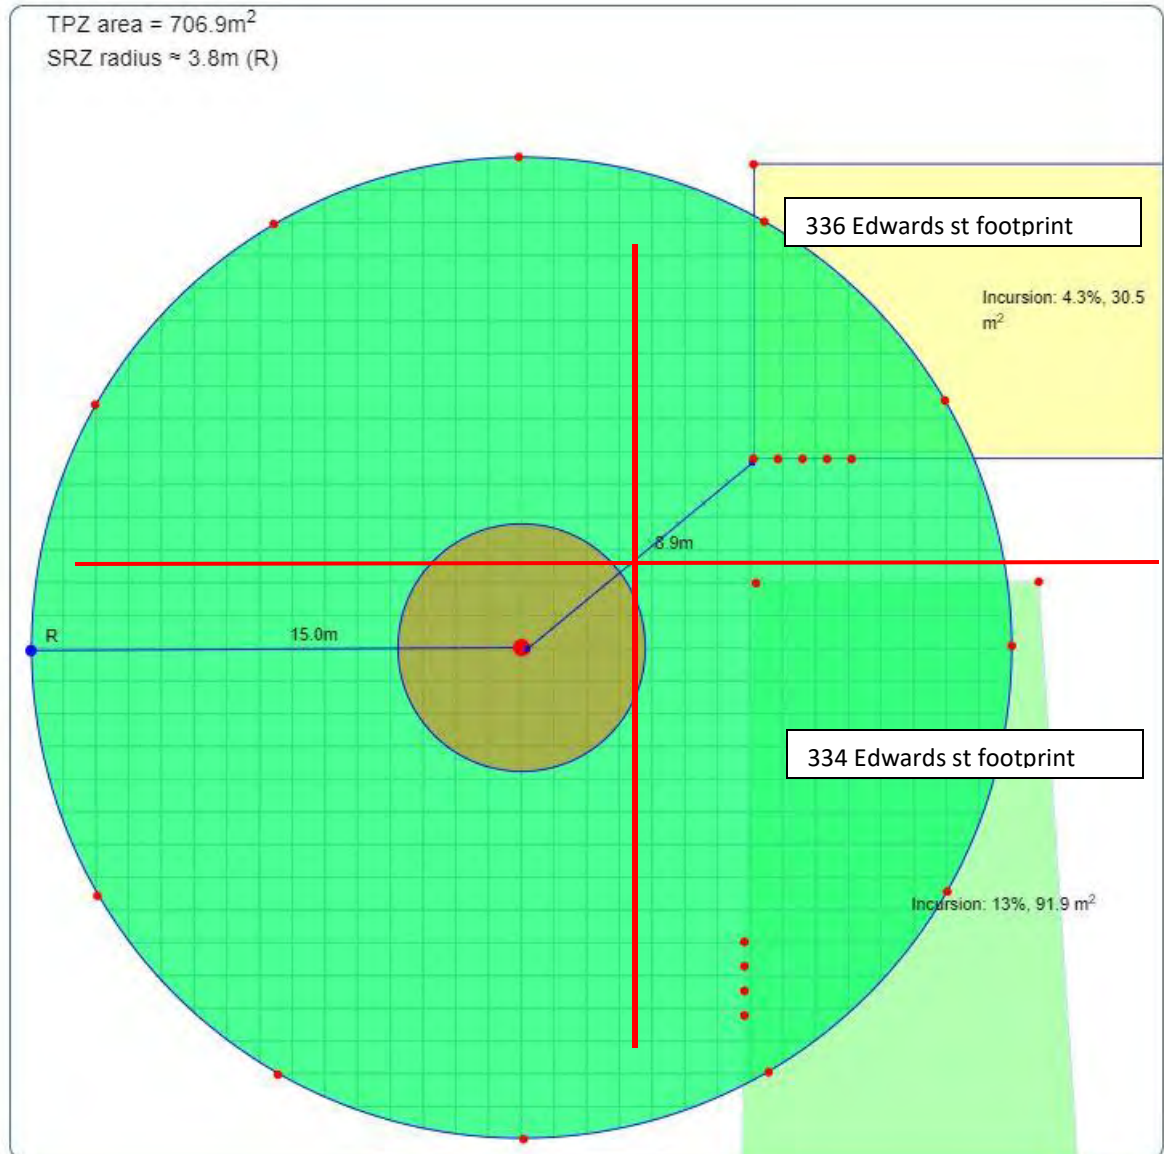 TPZ area = 706.9m²
SRZ radius ≈ 3.8m (R)
336 Edwards st footprint
Incursion: 4.3%, 30.5
m²
8.9m
R
15.0m
334 Edwards st footprint
Incursion: 13%, 91.9 m²